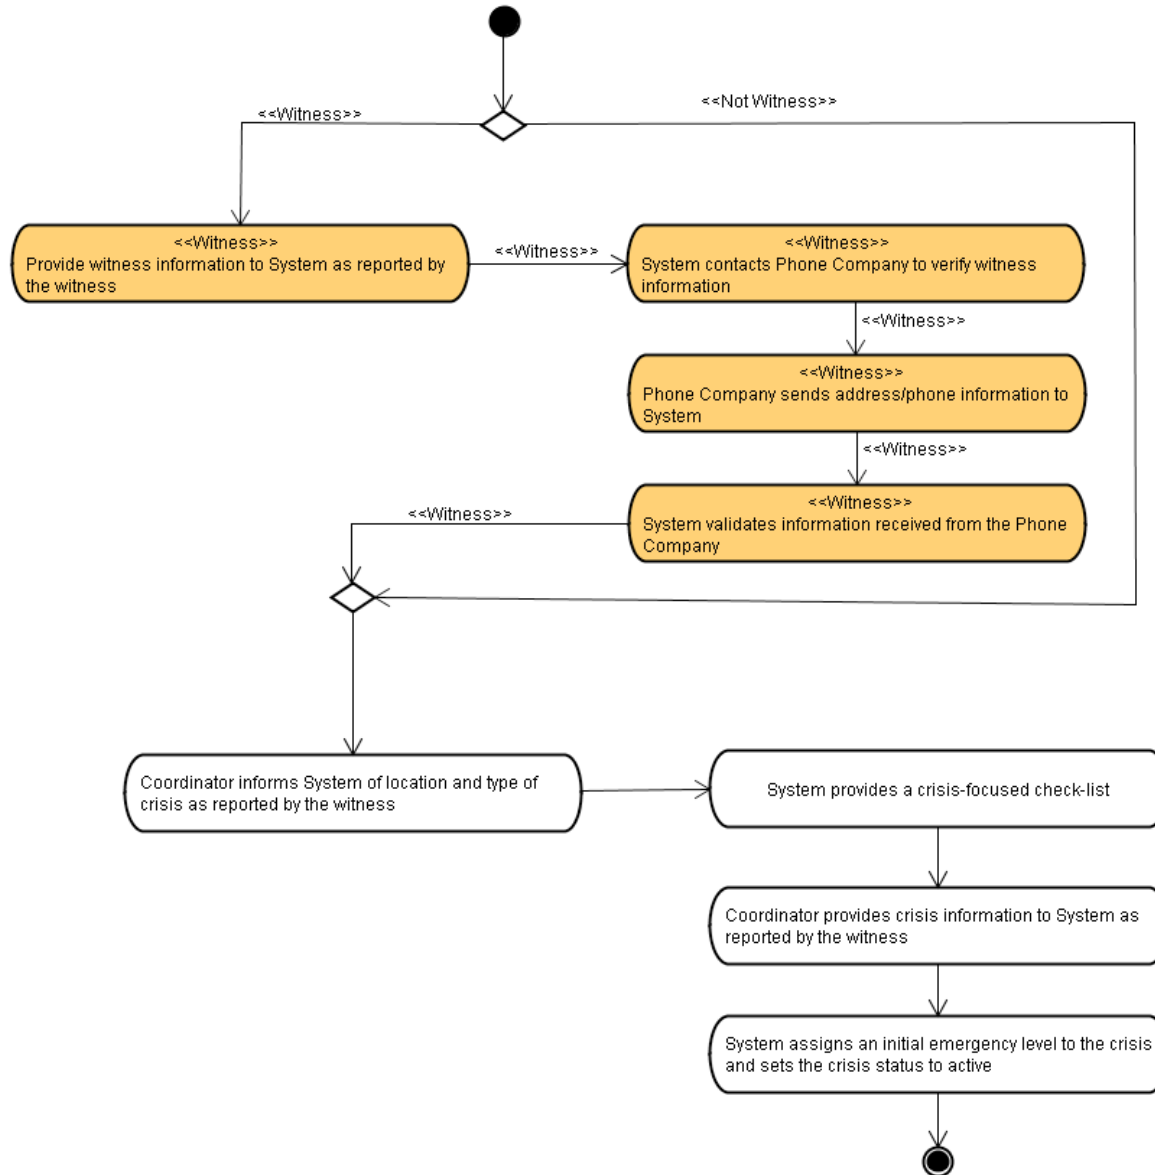 <<Not Witness>>
<<Witness>>
<<Witness>>
Provide witness information to System as reported by
the witness
<<Witness>>
<<Witness>>
System contacts Phone Company to verify witness
information
<<Witness>>
<<Witness>>
Phone Company sends address/phone information to
System
<<Witness>>
<<Witness>>
System validates information received from the Phone
Company
<<Witness>>
Coordinator informs System of location and type of
crisis as reported by the witness
System provides a crisis-focused check-list
Coordinator provides crisis information to System as
reported by the witness
System assigns an initial emergency level to the crisis
and sets the crisis status to active